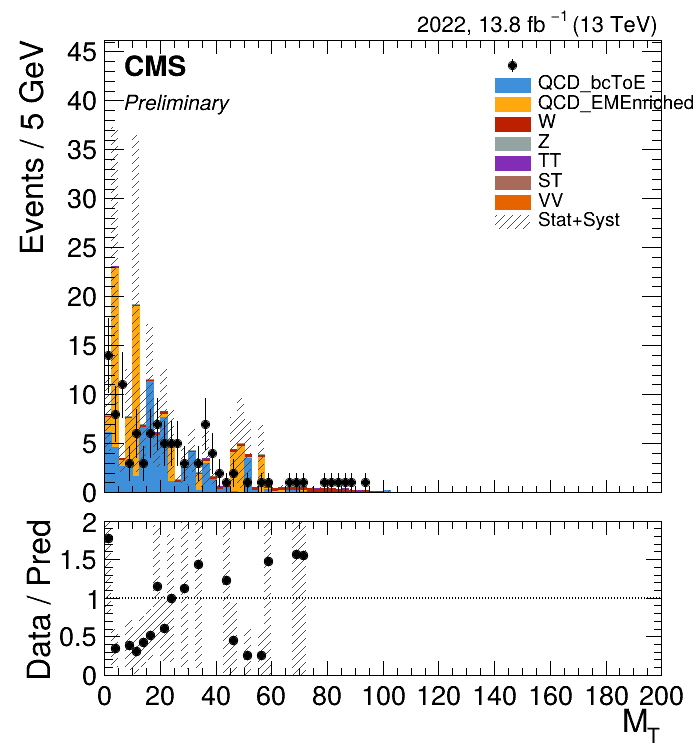 2022, 13.8 fb⁻¹ (13 TeV)
CMS
Preliminary
QCD_bcToE
QCD_EMEnriched
W
Z
TT
ST
VV
Stat+Syst
Events / 5 GeV
45
40
35
30
25
20
15
10
5
0
Data / Pred
2
1.5
1
0.5
0
0 20 40 60 80 100 120 140 160 180 200
M_T